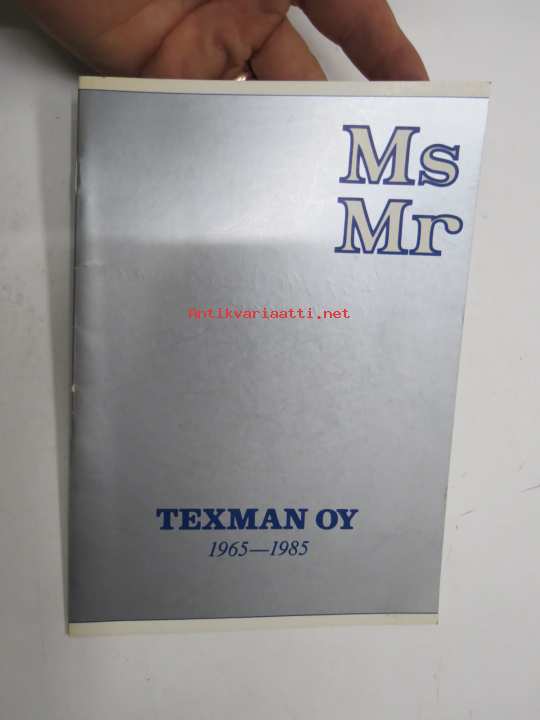 Ms
Mr
Antikvariaatti.net
TEXMAN OY
1965—1985